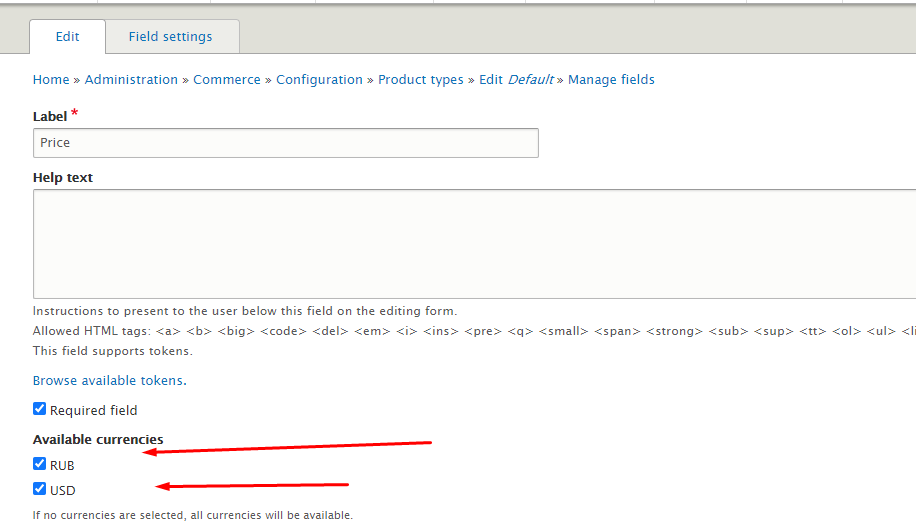 Edit Field settings
Home » Administration » Commerce » Configuration » Product types » Edit Default » Manage fields
Label *
Price
Help text
Instructions to present to the user below this field on the editing form.
Allowed HTML tags: <a> <b> <big> <code> <del> <em> <i> <ins> <pre> <q> <small> <span> <strong> <sub> <sup> <tt> <ol> <ul> <li
This field supports tokens.
Browse available tokens.
Required field
Available currencies
RUB
USD
If no currencies are selected, all currencies will be available.